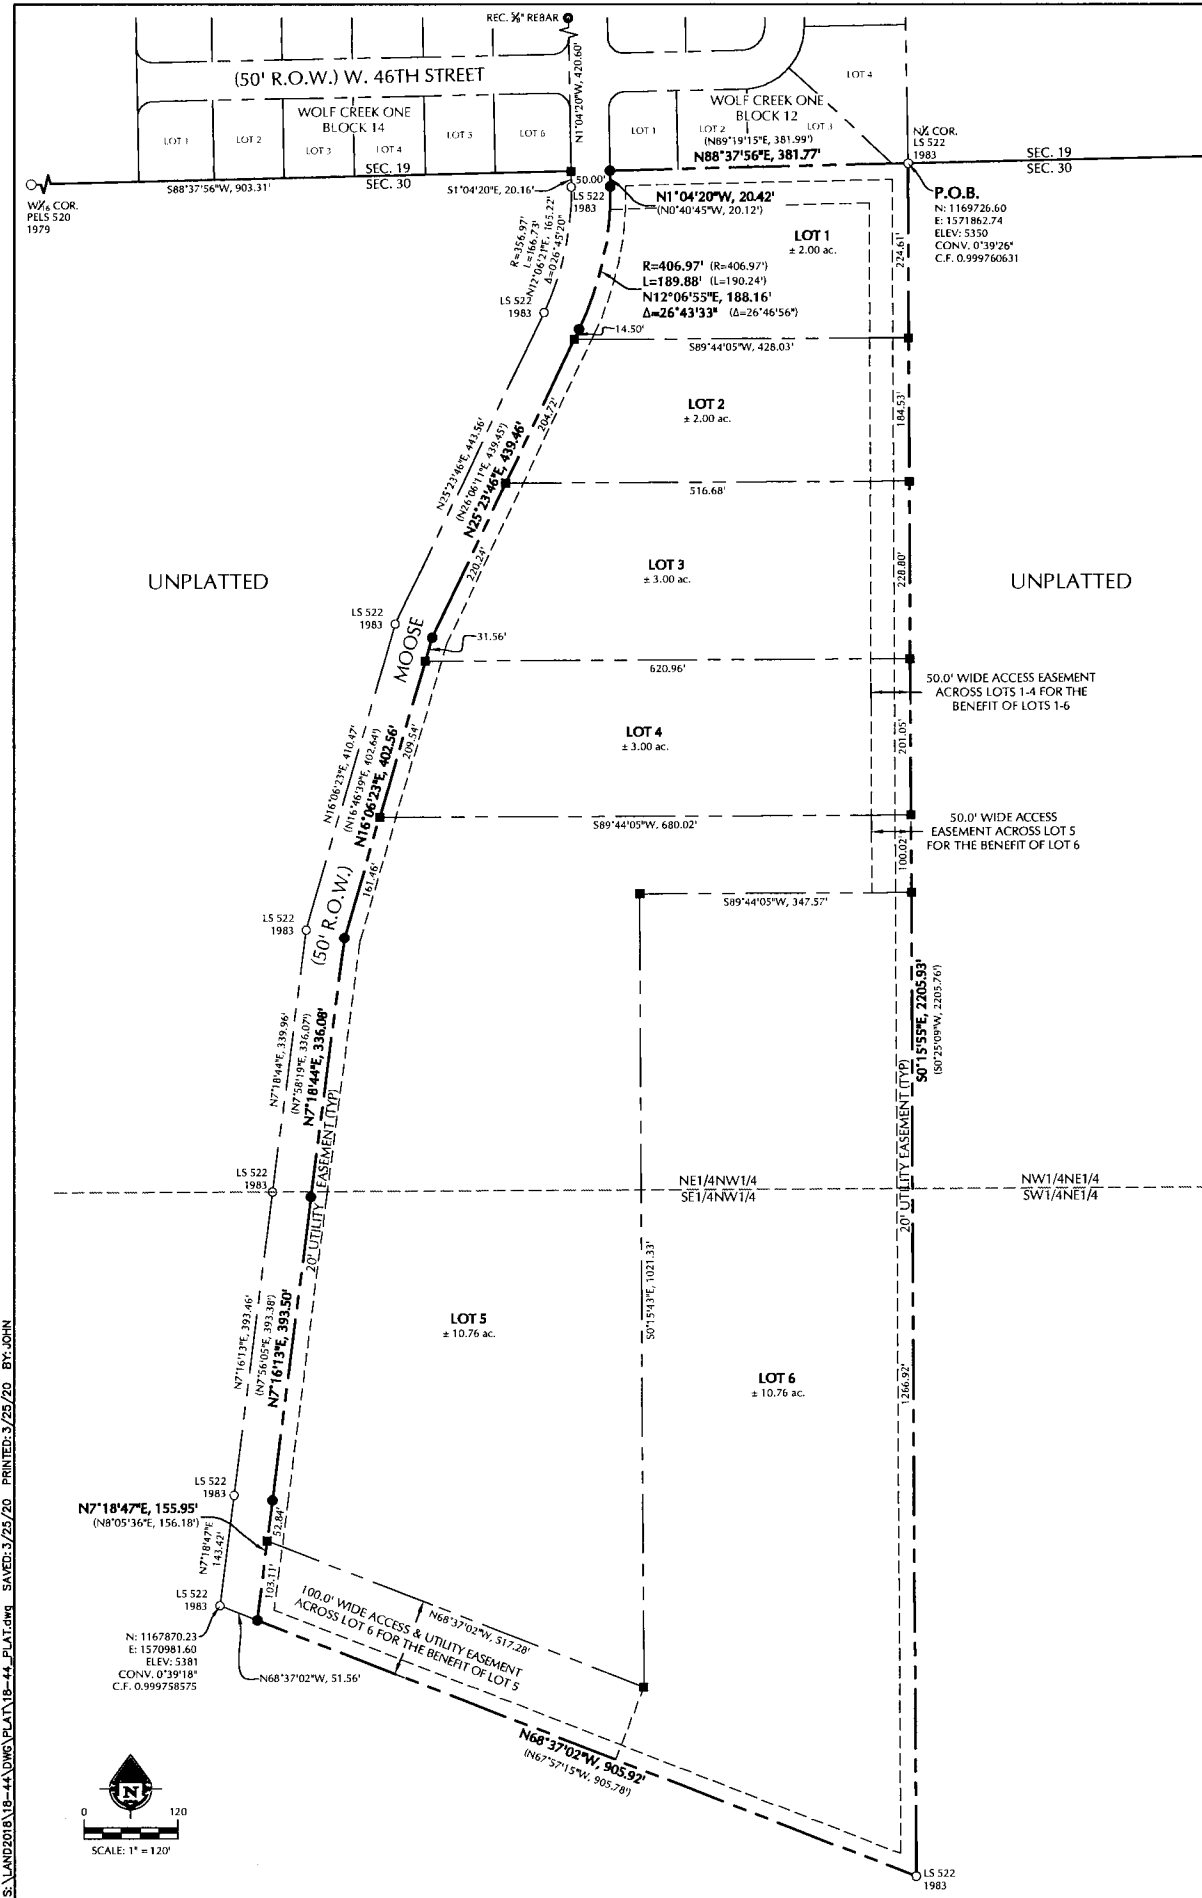 REC. ⅝" REBAR
N1°04'20"W, 420.60'
(50' R.O.W.) W. 46TH STREET
LOT 4
WOLF CREEK ONE
BLOCK 14
LOT 1
LOT 2
LOT 3
LOT 4
LOT 5
LOT 6
WOLF CREEK ONE
BLOCK 12
LOT 1
LOT 2
LOT 3
(N89°19'15"E, 381.99')
N88°37'56"E, 381.77'
N¼ COR.
LS 522
1983
SEC. 19
SEC. 30
SEC. 19
SEC. 30
W1/16 COR.
PELS 520
1979
S88°37'56"W, 903.31'
S1°04'20"E, 20.16'
50.00'
LS 522
1983
N1°04'20"W, 20.42'
(N0°40'45"W, 20.12')
P.O.B.
N: 1169726.60
E: 1571862.74
ELEV: 5350
CONV. 0°39'26"
C.F. 0.999760631
R=356.97'
L=166.73'
N12°06'21"E, 165.22'
Δ=026°45'20"
LOT 1
± 2.00 ac.
224.61'
R=406.97' (R=406.97')
L=189.88' (L=190.24')
N12°06'55"E, 188.16'
Δ=26°43'33" (Δ=26°46'56")
LS 522
1983
14.50'
S89°44'05"W, 428.03'
LOT 2
± 2.00 ac.
204.72'
184.53'
N25°23'46"E, 443.56'
(N26°06'11"E, 439.45')
N25°23'46"E, 439.46'
516.68'
UNPLATTED
LOT 3
± 3.00 ac.
220.24'
228.80'
UNPLATTED
LS 522
1983
MOOSE
31.56'
620.96'
50.0' WIDE ACCESS EASEMENT
ACROSS LOTS 1-4 FOR THE
BENEFIT OF LOTS 1-6
LOT 4
± 3.00 ac.
209.54'
201.05'
N16°06'23"E, 410.47'
(N16°46'39"E, 402.64')
N16°06'23"E, 402.56'
S89°44'05"W, 680.02'
50.0' WIDE ACCESS
EASEMENT ACROSS LOT 5
FOR THE BENEFIT OF LOT 6
100.02'
161.46'
(50' R.O.W.)
S89°44'05"W, 347.57'
LS 522
1983
S0°15'55"E, 2205.93'
(S0°25'09"W, 2205.76')
N7°18'44"E, 339.96'
(N7°58'19"E, 336.07')
N7°18'44"E, 336.08'
20' UTILITY EASEMENT (TYP)
20' UTILITY EASEMENT (TYP)
LS 522
1983
NE1/4NW1/4
SE1/4NW1/4
NW1/4NE1/4
SW1/4NE1/4
S0°15'43"E, 1021.33'
N7°16'13"E, 393.46'
(N7°56'05"E, 393.38')
N7°16'13"E, 393.50'
LOT 5
± 10.76 ac.
LOT 6
± 10.76 ac.
1266.92'
LS 522
1983
N7°18'47"E, 155.95'
(N8°05'36"E, 156.18')
52.84'
N7°18'47"E
143.42'
103.11'
LS 522
1983
100.0' WIDE ACCESS & UTILITY EASEMENT
ACROSS LOT 6 FOR THE BENEFIT OF LOT 5
N68°37'02"W, 517.28'
N: 1167870.23
E: 1570981.60
ELEV: 5381
CONV. 0°39'18"
C.F. 0.999758575
N68°37'02"W, 51.56'
N68°37'02"W, 905.92'
(N67°57'15"W, 905.78')
N
0 120
SCALE: 1" = 120'
LS 522
1983
S:\LAND2018\18-44\DWG\PLAT\18-44_PLAT.dwg SAVED: 3/25/20 PRINTED: 3/25/20 BY: JOHN